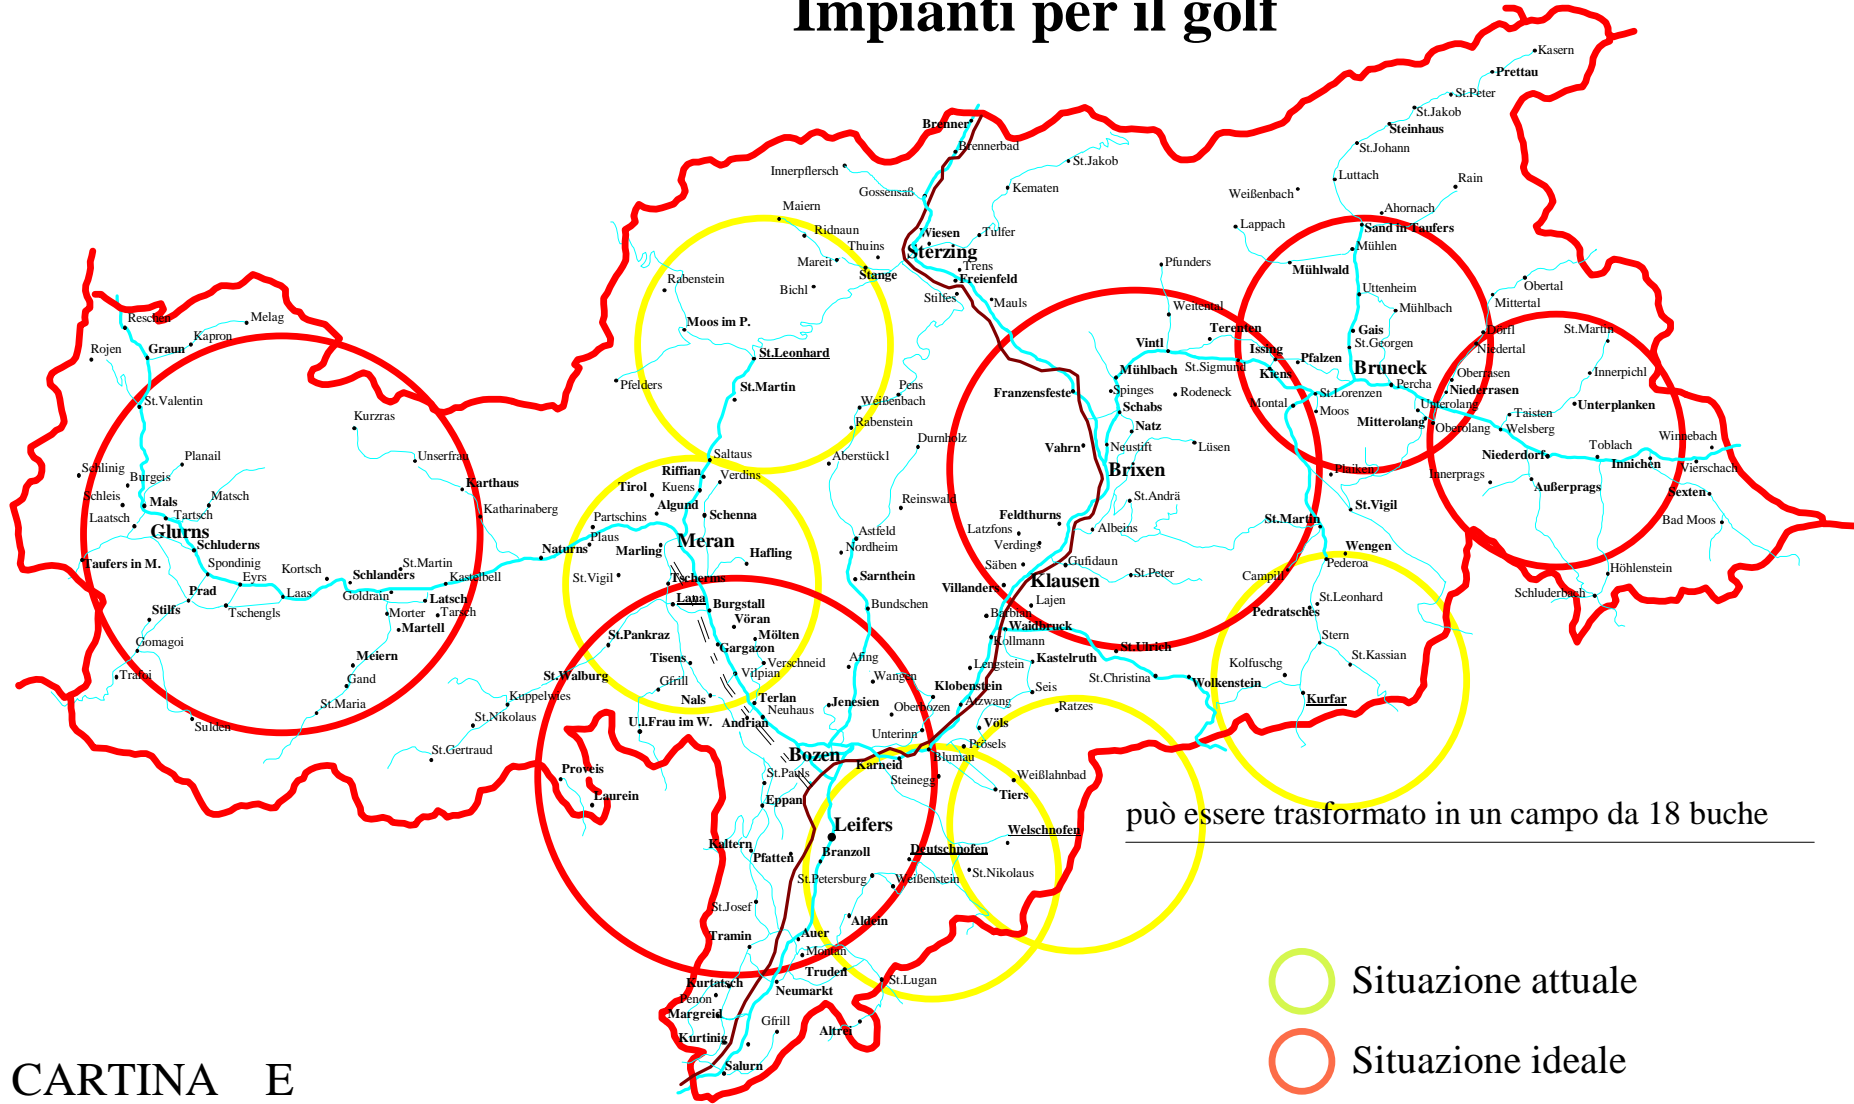 Impianti per il golf
Kasern
Prettau
St.Peter
St.Jakob
Steinhaus
St.Johann
Brenner
Brennerbad
St.Jakob
Innerpflersch
Gossensaß
Kematen
Luttach
Weißenbach
Rain
Ahornach
Lappach
Sand in Taufers
Mühlen
Maiern
Ridnaun
Thuins
Mareit
Stange
Wiesen
Tulfer
Sterzing
Trens
Freienfeld
Stilfes
Mauls
Pfunders
Mühlwald
Rabenstein
Bichl
Uttenheim
Mühlbach
Obertal
Mittertal
Weitental
Terenten
Gais
St.Georgen
Dörfl
Niedertal
St.Martin
Reschen
Melag
Kapron
Rojen
Graun
Moos im P.
St.Leonhard
Vintl
Issing
Pfalzen
St.Sigmund
Kiens
Bruneck
Percha
Oberrasen
Niederrasen
Innerpichl
Mühlbach
Pfelders
St.Martin
Pens
Weißenbach
Rabenstein
Franzensfeste
Spinges
Rodeneck
Schabs
St.Lorenzen
Montal
Moos
Unterolang
Mitterolang
Oberolang
Taisten
Welsberg
Unterplanken
St.Valentin
Kurzras
Natz
Neustift
Lüsen
Vahrn
Brixen
Durnholz
Aberstückl
Saltaus
Verdins
Riffian
Kuens
Tirol
Algund
Schenna
Unserfrau
Karthaus
Katharinaberg
Planail
Schlinig
Burgeis
Schleis
Mals
Matsch
Laatsch
Tartsch
Glurns
Schluderns
Toblach
Winnebach
Niederdorf
Innichen
Vierschach
Innerprags
Außerprags
Sexten
Bad Moos
Plaiken
St.Vigil
St.Martin
Wengen
Pederoa
Campill
St.Andrä
Reinswald
Feldthurns
Latzfons
Albeins
Verdings
Gufidaun
Säben
St.Peter
Klausen
Villanders
Lajen
Barbian
Waidbruck
Kollmann
Astfeld
Nordheim
Sarnthein
Bundschen
Partschins
Plaus
Marling
Meran
Hafling
Naturns
St.Vigil
Tscherms
Lana
Burgstall
Vöran
Mölten
Gargazon
Verschneid
Vilpian
Taufers in M.
Spondinig
Eyrs
Kortsch
Laas
Schlanders
Goldrain
St.Martin
Kastelbell
Latsch
Tarsch
Morter
Martell
Prad
Tschengls
Stilfs
Gomagoi
Trafoi
Sulden
Meiern
Gand
St.Maria
Höhlenstein
Schluderbach
St.Leonhard
Pedratsches
Stern
St.Kassian
Kolfuschg
Kurfar
St.Pankraz
Tisens
St.Walburg
Gfrill
Nals
U.l.Frau im W.
Kuppelwies
St.Nikolaus
St.Gertraud
Terlan
Neuhaus
Andrian
Afing
Wangen
Jenesien
Lengstein
Kastelruth
Seis
Klobenstein
Atzwang
Oberbozen
Unterinn
Völs
Ratzes
Prösels
St.Ulrich
St.Christina
Wolkenstein
Bozen
Karneid
Blumau
Steinegg
Weißlahnbad
Tiers
Proveis
Laurein
St.Pauls
Eppan
Leifers
Welschnofen
Deutschnofen
St.Nikolaus
Kaltern
Pfatten
Branzoll
St.Petersburg
Weißenstein
può essere trasformato in un campo da 18 buche
St.Josef
Aldein
Tramin
Auer
Montan
Truden
St.Lugan
Neumarkt
Kurtatsch
Penon
Margreid
Gfrill
Altrei
Kurtinig
Salurn
Situazione attuale
Situazione ideale
CARTINA E